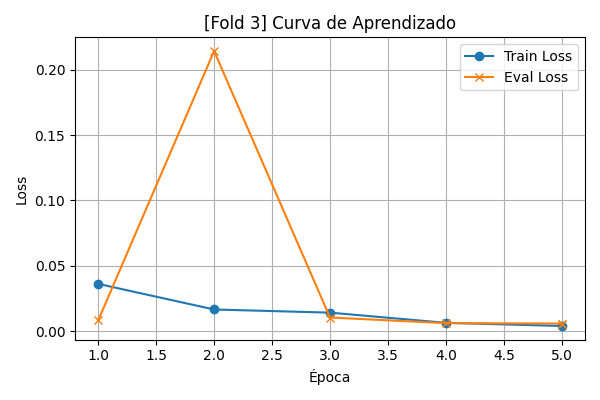 [Fold 3] Curva de Aprendizado
Train Loss
Eval Loss
Loss
0.20
0.15
0.10
0.05
0.00
1.0 1.5 2.0 2.5 3.0 3.5 4.0 4.5 5.0
Época